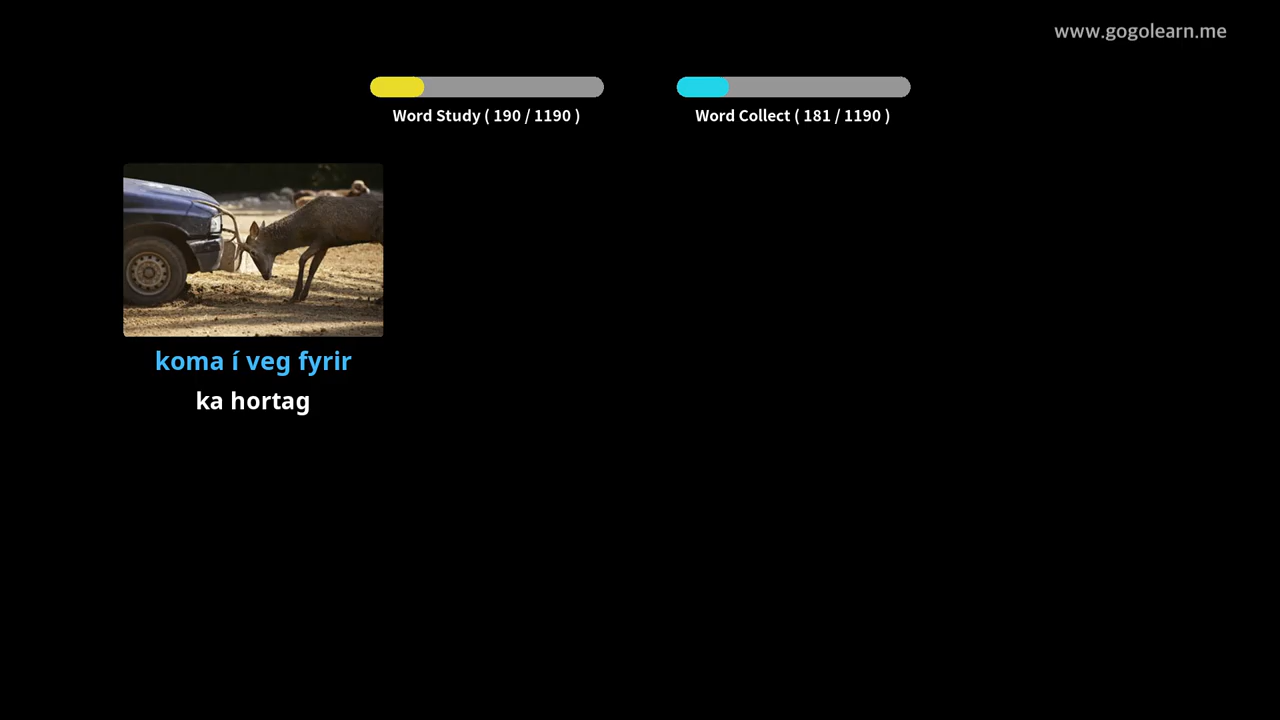 www.gogolearn.me
Word Study ( 190 / 1190 )
Word Collect ( 181 / 1190 )
koma í veg fyrir
ka hortag